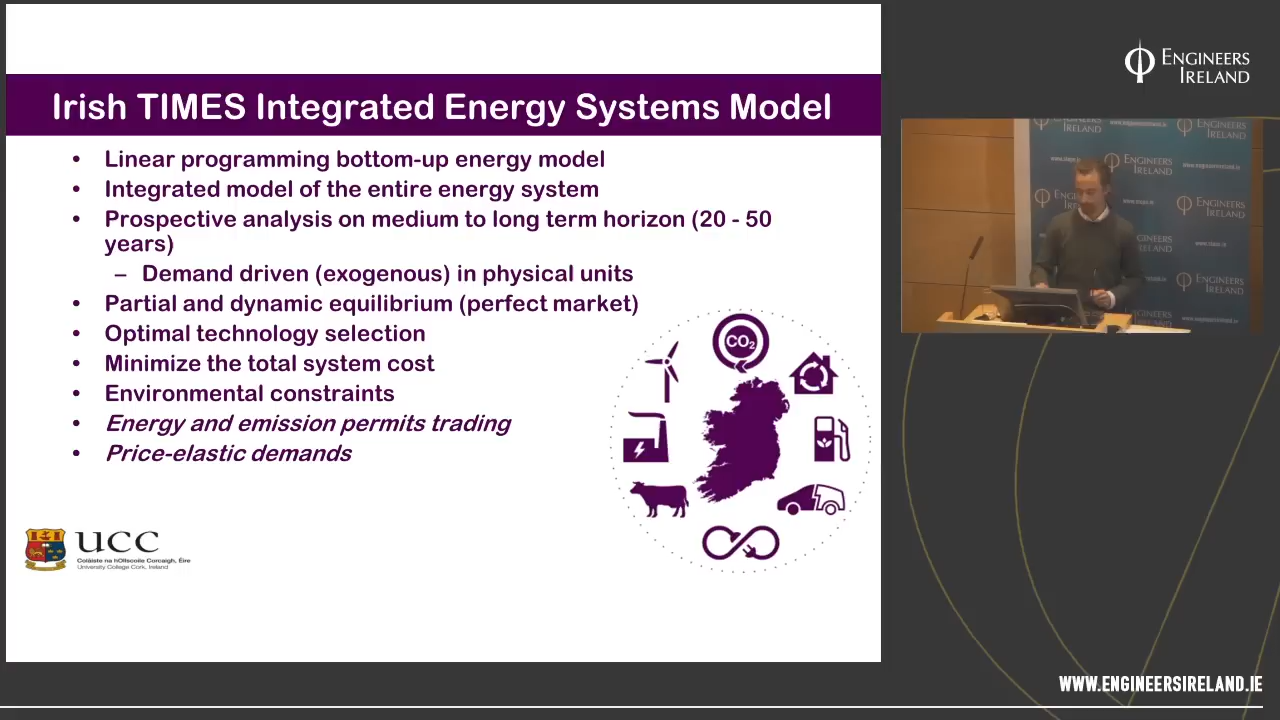 Irish TIMES Integrated Energy Systems Model
• Linear programming bottom-up energy model
• Integrated model of the entire energy system
• Prospective analysis on medium to long term horizon (20 - 50
years)
– Demand driven (exogenous) in physical units
• Partial and dynamic equilibrium (perfect market)
• Optimal technology selection
• Minimize the total system cost
• Environmental constraints
• Energy and emission permits trading
• Price-elastic demands
CO2
UCC
Coláiste na hOllscoile Corcaigh, Éire
University College Cork, Ireland
ENGINEERS
IRELAND
ENGINEERS
IRELAND
WWW.ENGINEERSIRELAND.IE